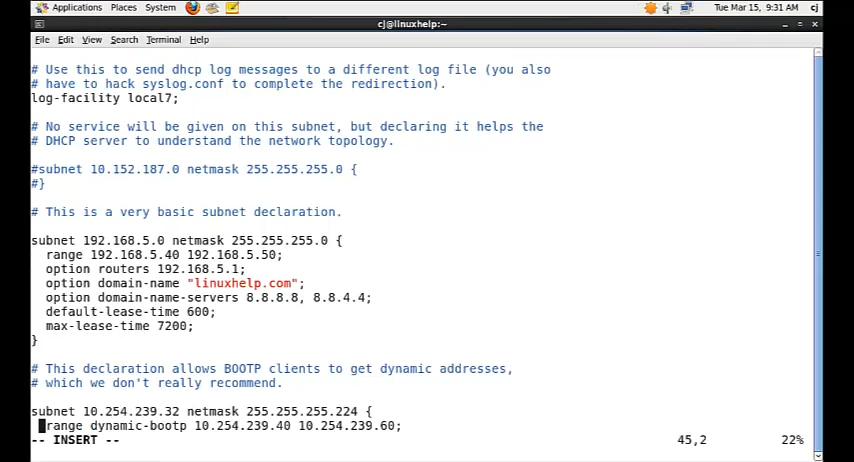 Applications Places System Tue Mar 15, 9:31 AM cj
cj@linuxhelp:~
File Edit View Search Terminal Help
# Use this to send dhcp log messages to a different log file (you also
# have to hack syslog.conf to complete the redirection).
log-facility local7;
# No service will be given on this subnet, but declaring it helps the
# DHCP server to understand the network topology.
#subnet 10.152.187.0 netmask 255.255.255.0 {
#}
# This is a very basic subnet declaration.
subnet 192.168.5.0 netmask 255.255.255.0 {
  range 192.168.5.40 192.168.5.50;
  option routers 192.168.5.1;
  option domain-name "linuxhelp.com";
  option domain-name-servers 8.8.8.8, 8.8.4.4;
  default-lease-time 600;
  max-lease-time 7200;
}
# This declaration allows BOOTP clients to get dynamic addresses,
# which we don't really recommend.
subnet 10.254.239.32 netmask 255.255.255.224 {
  range dynamic-bootp 10.254.239.40 10.254.239.60;
-- INSERT -- 45,2 22%